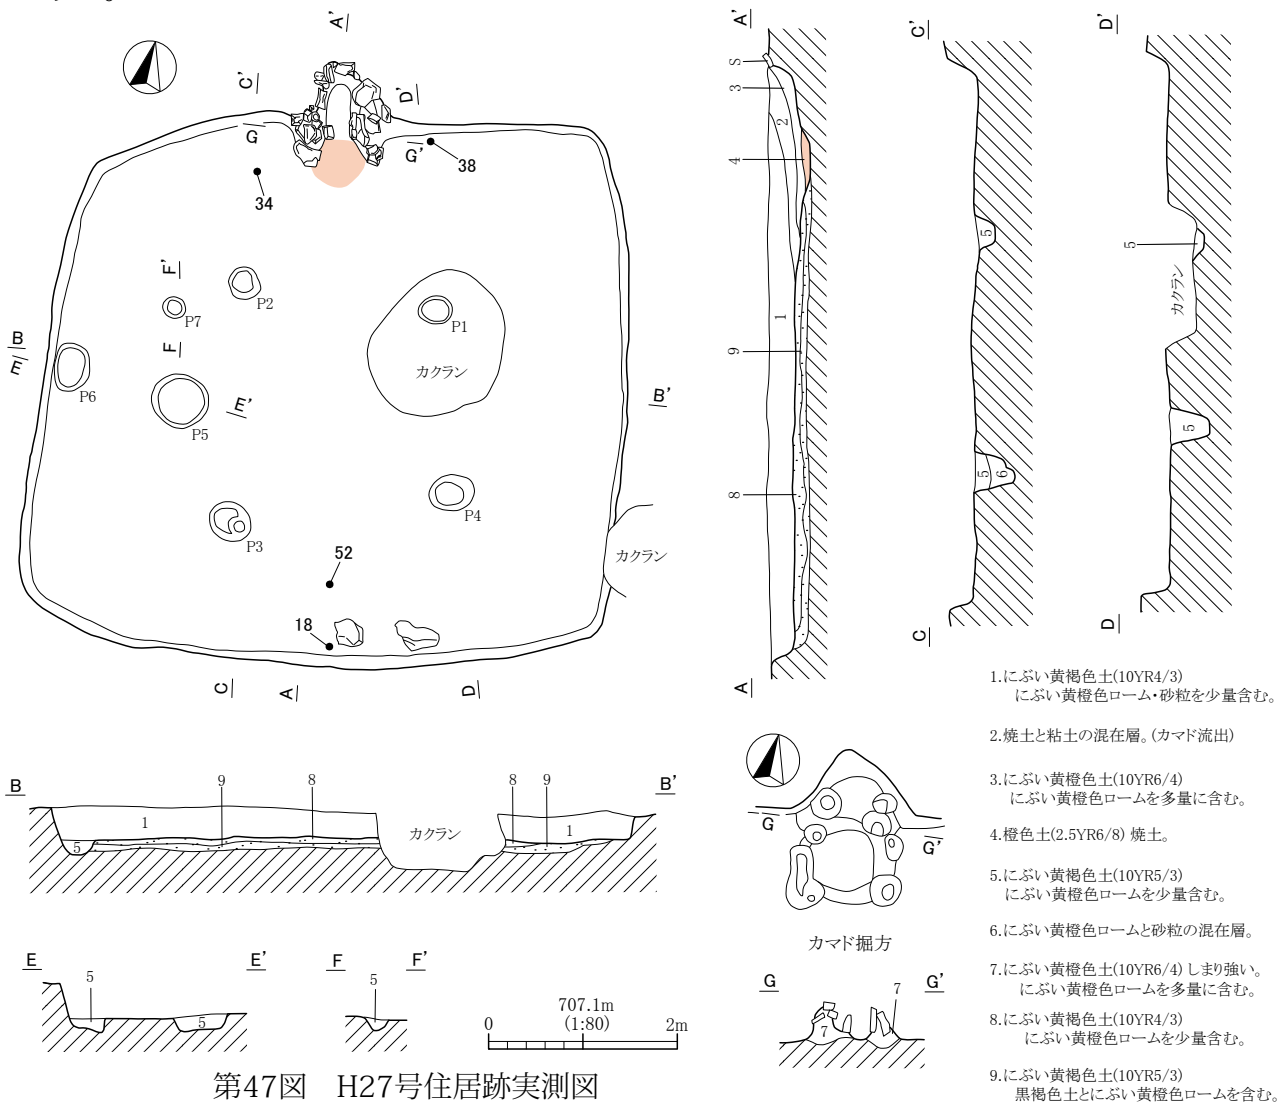 A'
C'
D'
G
G'
38
34
F'
P2
P7
P1
F
B
E
カクラン
P6
E'
B'
P5
P4
P3
カクラン
52
18
C
A
D
A'
S
3
2
4
1
9
8
A
C'
5
5
6
C
D'
5
カクラン
5
D
B
9
8
8
9
B'
1
カクラン
1
5
E
5
E'
5
F
5
F'
707.1m
(1:80)
0
2m
G
G'
カマド掘方
G
7
G'
7
1.にぶい黄褐色土(10YR4/3)
にぶい黄橙色ローム・砂粒を少量含む。
2.焼土と粘土の混在層。(カマド流出)
3.にぶい黄橙色土(10YR6/4)
にぶい黄橙色ロームを多量に含む。
4.橙色土(2.5YR6/8) 焼土。
5.にぶい黄褐色土(10YR5/3)
にぶい黄橙色ロームを少量含む。
6.にぶい黄橙色ロームと砂粒の混在層。
7.にぶい黄橙色土(10YR6/4) しまり強い。
にぶい黄橙色ロームを多量に含む。
8.にぶい黄褐色土(10YR4/3)
にぶい黄橙色ロームを少量含む。
9.にぶい黄褐色土(10YR5/3)
黒褐色土とにぶい黄橙色ロームを含む。
第47図 H27号住居跡実測図